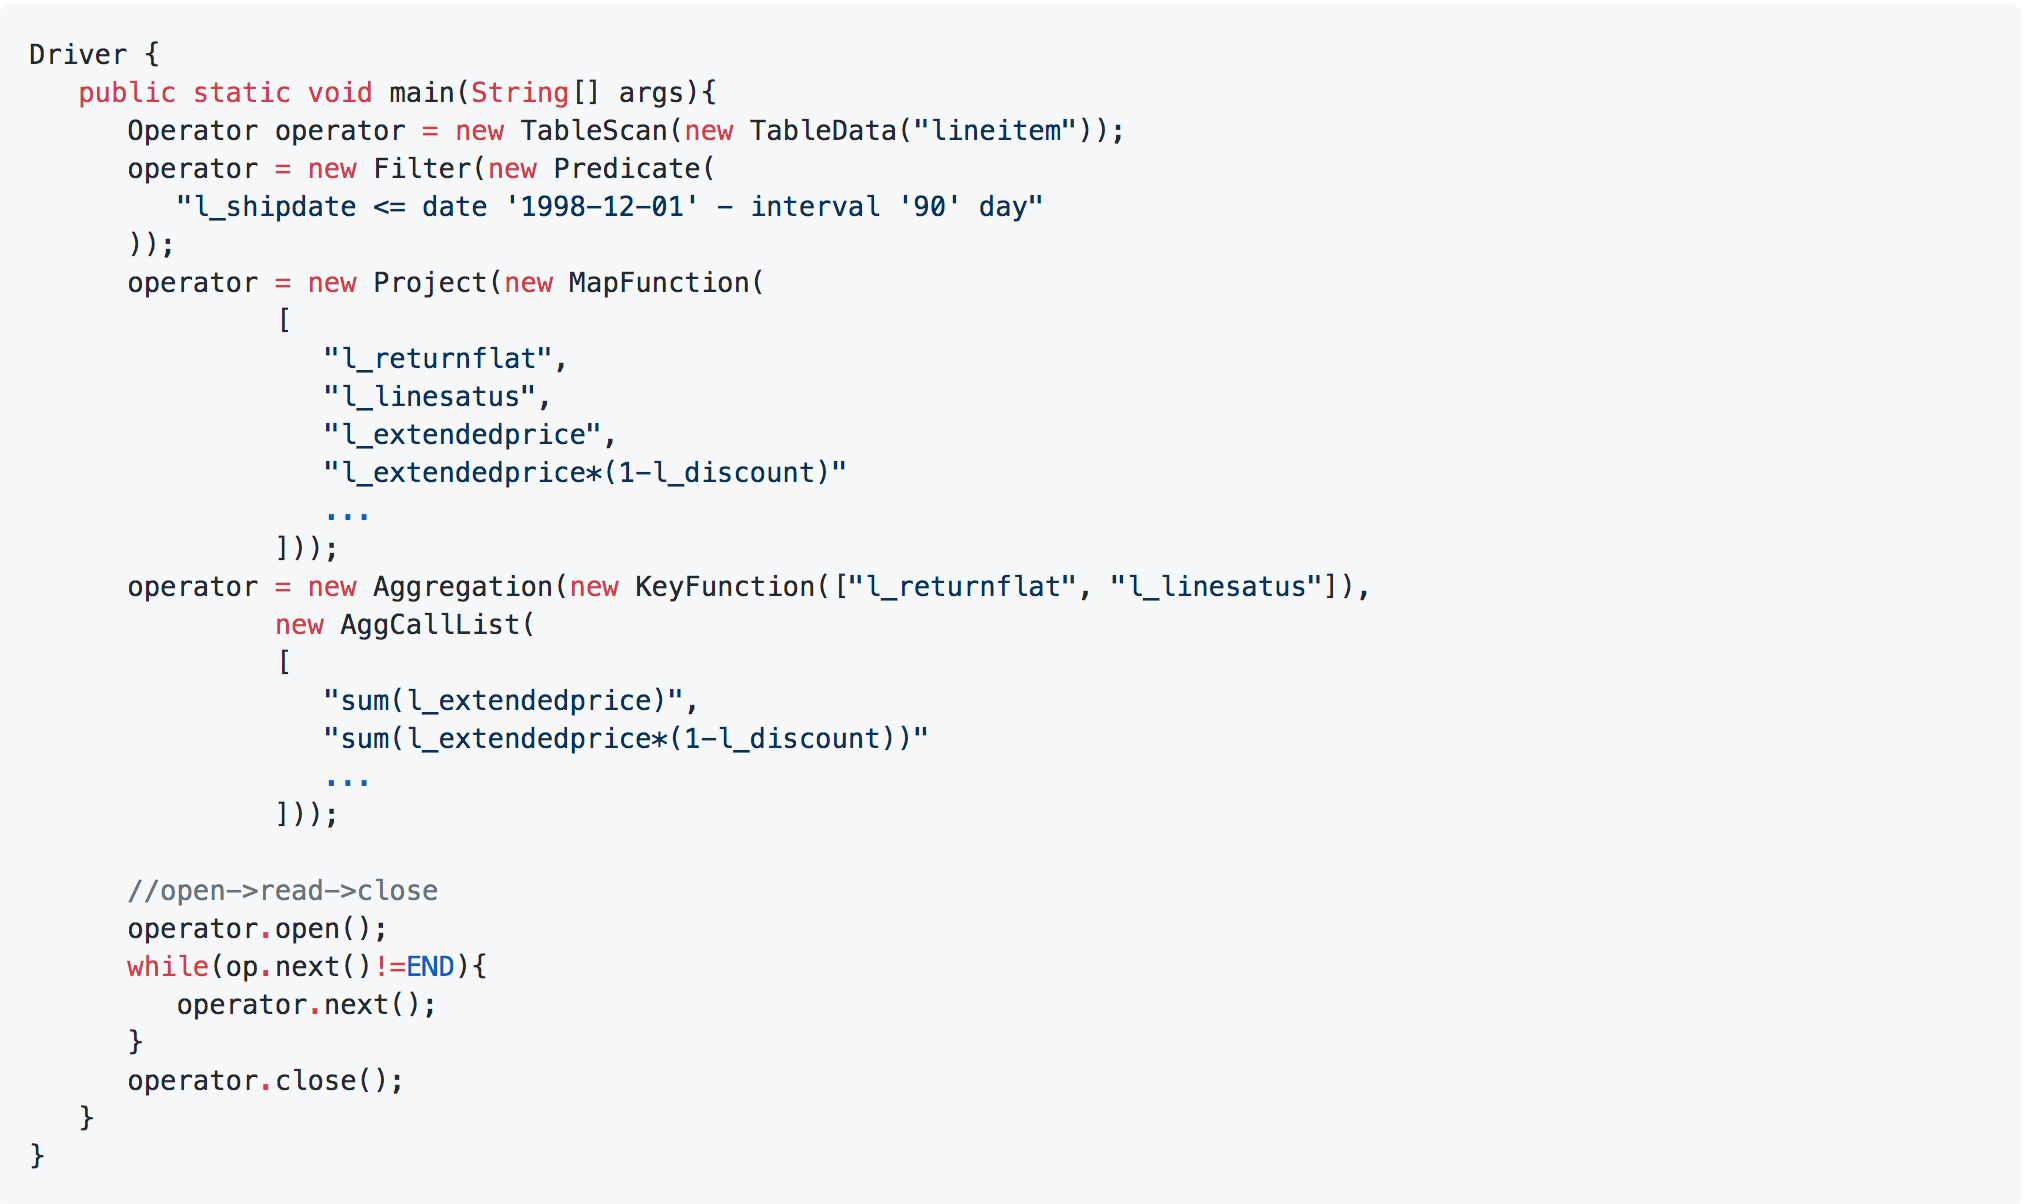 Driver {
public static void main(String[] args){
Operator operator = new TableScan(new TableData("lineitem"));
operator = new Filter(new Predicate(
"l_shipdate <= date '1998-12-01' - interval '90' day"
));
operator = new Project(new MapFunction(
[
"l_returnflat",
"l_linesatus",
"l_extendedprice",
"l_extendedprice*(1-l_discount)"
...
]));
operator = new Aggregation(new KeyFunction(["l_returnflat", "l_linesatus"]),
new AggCallList(
[
"sum(l_extendedprice)",
"sum(l_extendedprice*(1-l_discount))"
...
]));
//open->read->close
operator.open();
while(op.next()!=END){
operator.next();
}
operator.close();
}
}